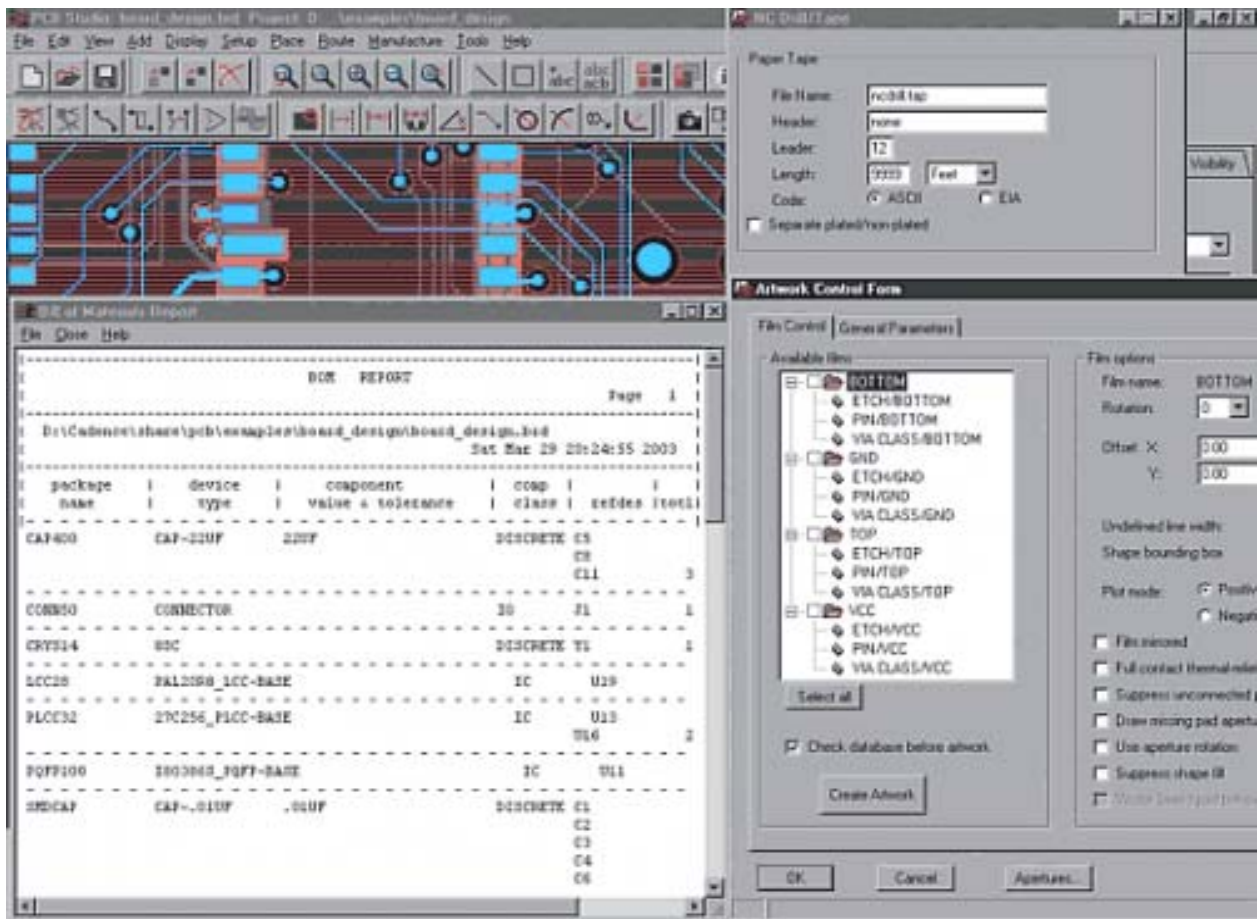 PCB Studio: board_design.brd Project: D:...\examples\board_design
File Edit View Add Display Setup Place Route Manufacture Tools Help
abc
abc
acb
NC Drill/Tape
Paper Tape
File Name: ncdrill.tap
Header: none
Leader: 12
Length: 9999 Feet
Code: ASCII EIA
Separate plated/non-plated
Visibility
Bill of Materials Report
File Close Help
BOM REPORT
Page 1
D:\Cadence\share\pcb\examples\board_design\board_design.brd
Sat Mar 29 20:24:55 2003
package | device | component | comp | |
name | type | value & tolerance | class | refdes |totl
CAP400 CAP-22UF 22UF DISCRETE C5
C8
C11 3
CONN50 CONNECTOR IO J1 1
CRYS14 OSC DISCRETE Y1 1
LCC28 IC U19
PLCC32 27C256_PLCC-BASE IC U13
U16 2
PQFP100 I80386S_PQFP-BASE IC U11
SMDCAP CAP-.01UF .01UF DISCRETE C1
C2
C3
C4
C6
Artwork Control Form
Film Control General Parameters
Available films
BOTTOM
ETCH/BOTTOM
PIN/BOTTOM
VIA CLASS/BOTTOM
GND
ETCH/GND
PIN/GND
VIA CLASS/GND
TOP
ETCH/TOP
PIN/TOP
VIA CLASS/TOP
VCC
ETCH/VCC
PIN/VCC
VIA CLASS/VCC
Select all
Check database before artwork
Create Artwork
Film options
Film name: BOTTOM
Rotation: 0
Offset X: 0.00
Y: 0.00
Undefined line width:
Shape bounding box
Plot mode: Positiv
Negat
Film mirrored
Full contact thermal-relie
Suppress unconnected p
Draw missing pad apertu
Use aperture rotation
Suppress shape fill
OK Cancel Apertures...